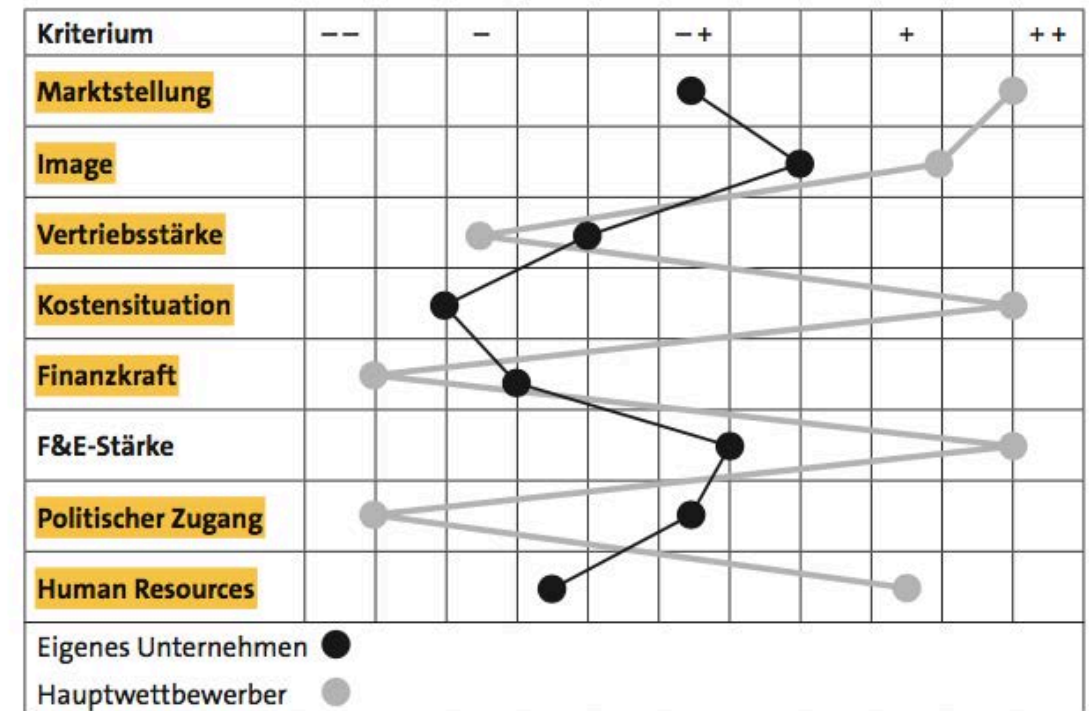 Kriterium −− − −+ + ++
Marktstellung
Image
Vertriebsstärke
Kostensituation
Finanzkraft
F&E-Stärke
Politischer Zugang
Human Resources
Eigenes Unternehmen
Hauptwettbewerber